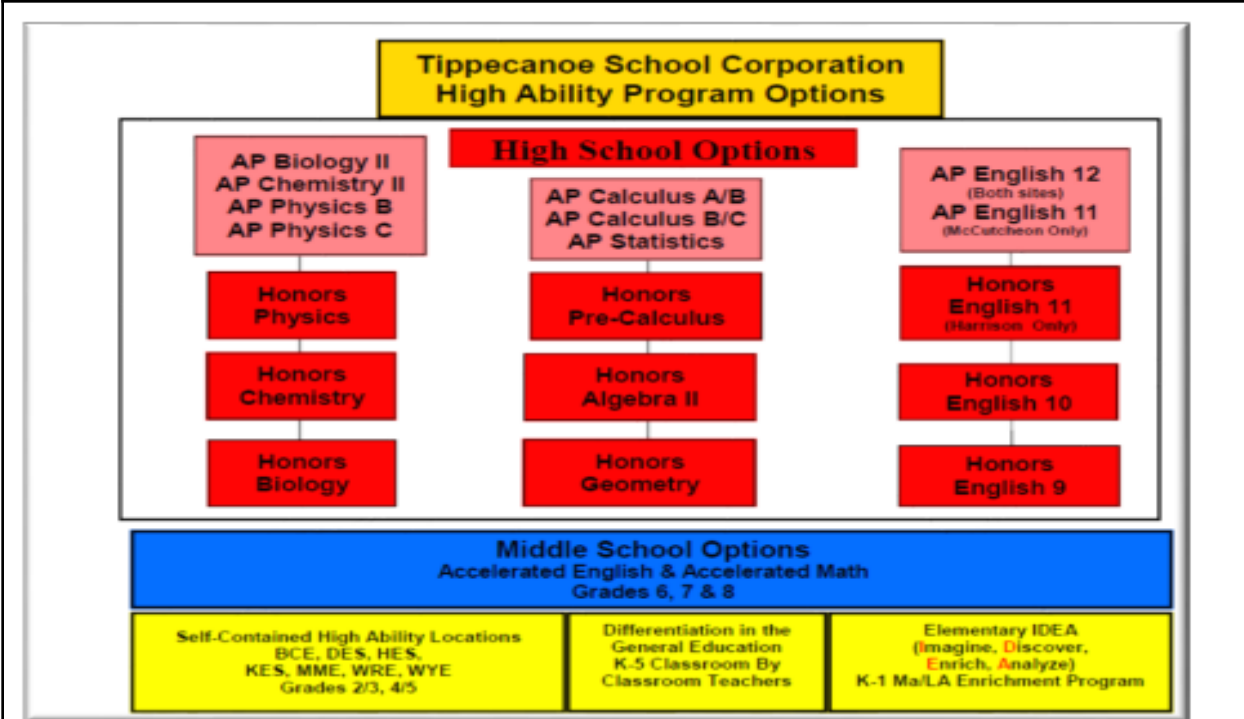 Tippecanoe School Corporation
High Ability Program Options
High School Options
AP Biology II
AP Chemistry II
AP Physics B
AP Physics C
Honors
Physics
Honors
Chemistry
Honors
Biology
AP Calculus A/B
AP Calculus B/C
AP Statistics
Honors
Pre-Calculus
Honors
Algebra II
Honors
Geometry
AP English 12
(Both sites)
AP English 11
(McCutcheon Only)
Honors
English 11
(Harrison Only)
Honors
English 10
Honors
English 9
Middle School Options
Accelerated English & Accelerated Math
Grades 6, 7 & 8
Self-Contained High Ability Locations
BCE, DES, HES,
KES, MME, WRE, WYE
Grades 2/3, 4/5
Differentiation in the
General Education
K-5 Classroom By
Classroom Teachers
Elementary IDEA
(Imagine, Discover,
Enrich, Analyze)
K-1 Ma/LA Enrichment Program